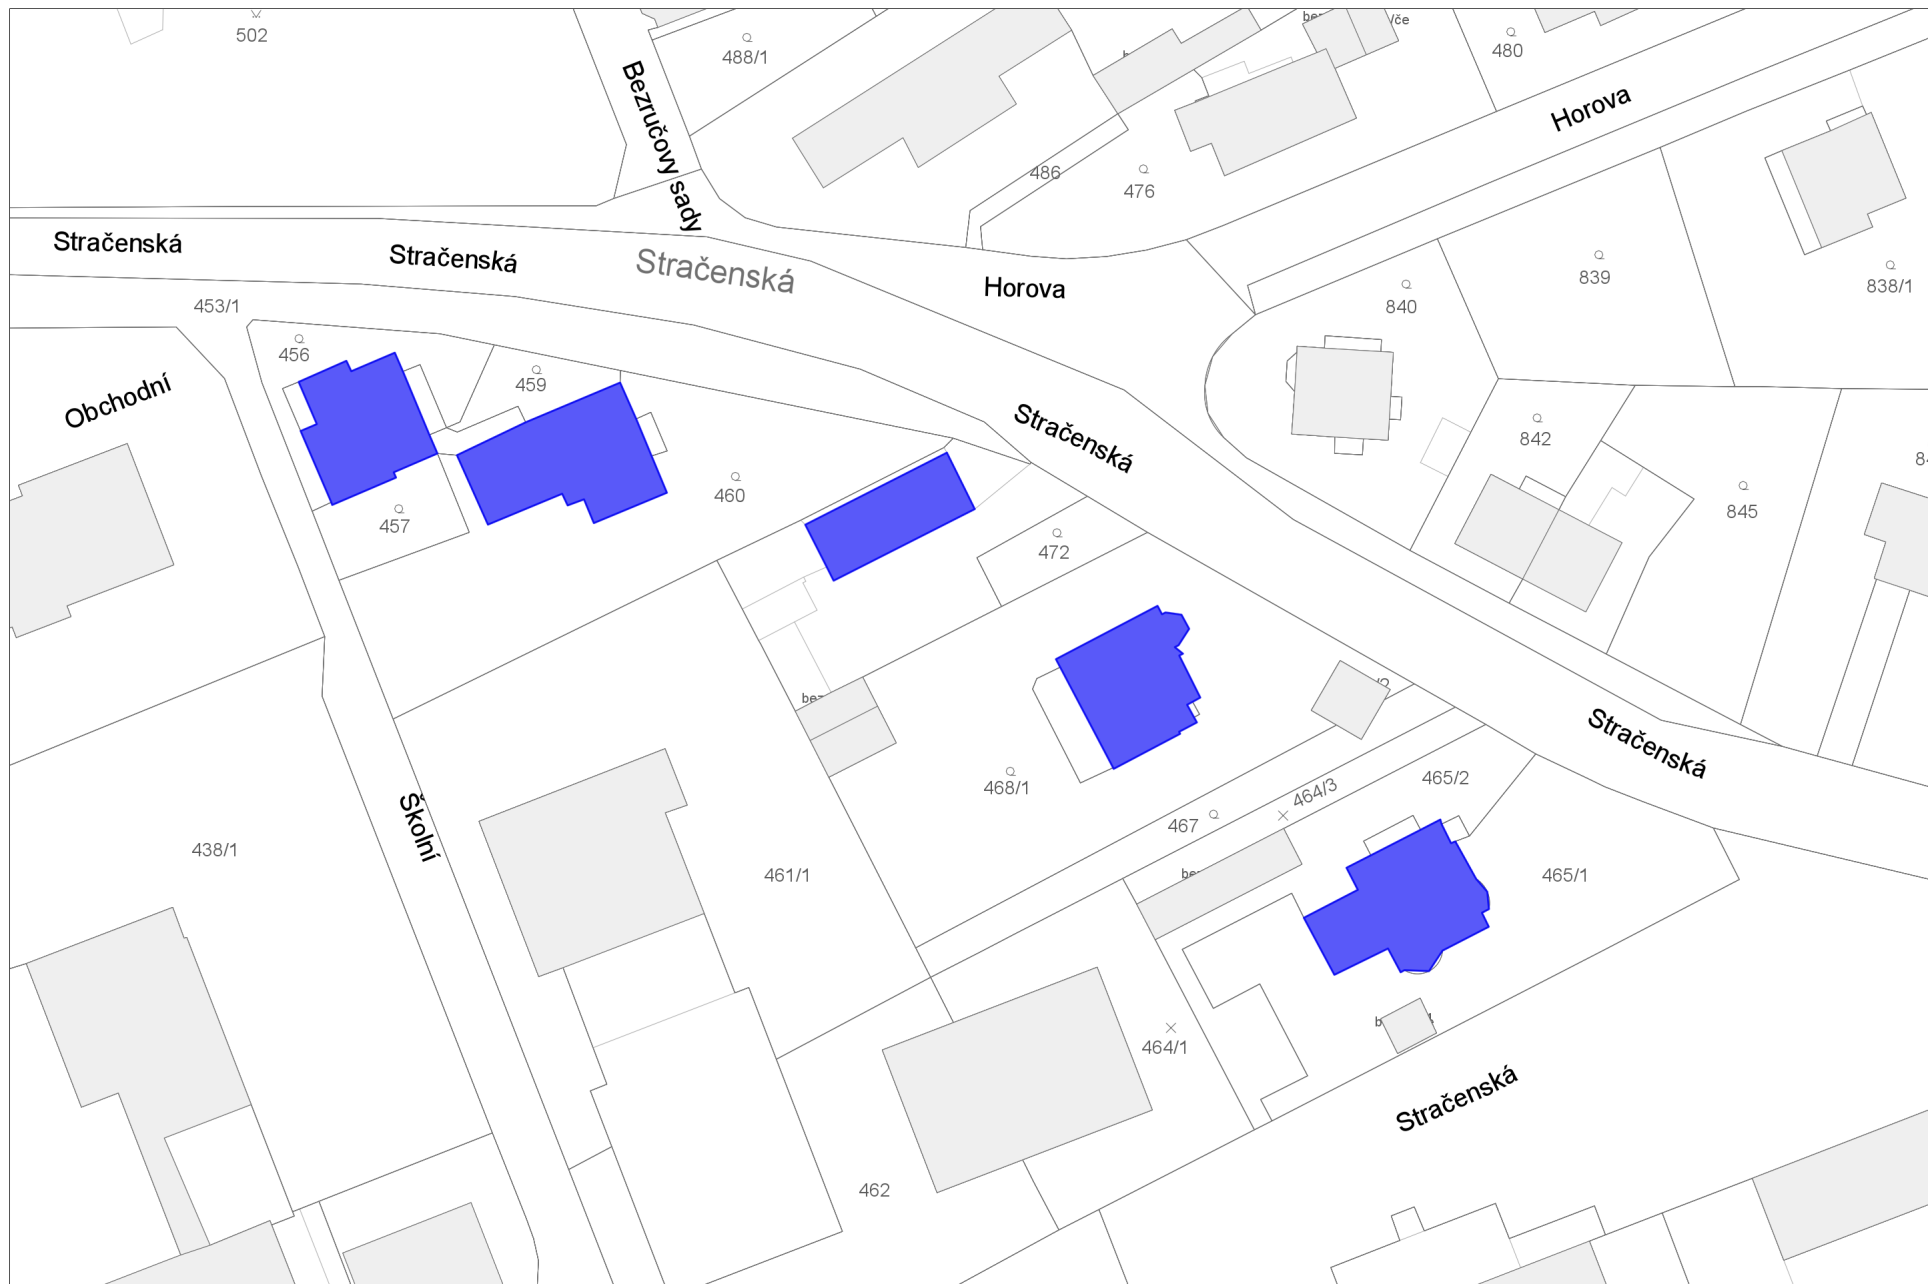 502
488/1
480
Bezručovy sady
Horova
486
476
Stračenská
Stračenská
Stračenská
Horova
839
838/1
840
453/1
456
459
Obchodní
Stračenská
842
460
457
845
472
468/1
Stračenská
465/2
464/3
467
Školní
438/1
461/1
465/1
464/1
Stračenská
462